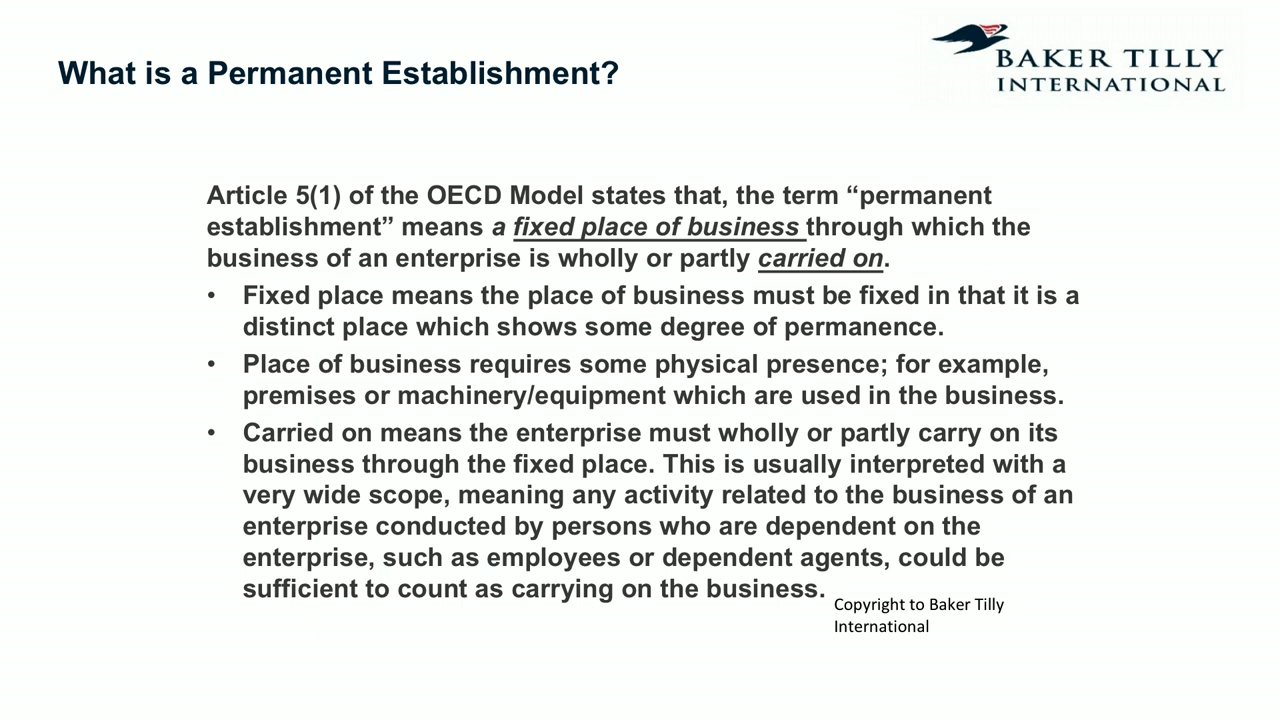 What is a Permanent Establishment?
BAKER TILLY
INTERNATIONAL
Article 5(1) of the OECD Model states that, the term “permanent
establishment” means a fixed place of business through which the
business of an enterprise is wholly or partly carried on.
• Fixed place means the place of business must be fixed in that it is a
distinct place which shows some degree of permanence.
• Place of business requires some physical presence; for example,
premises or machinery/equipment which are used in the business.
• Carried on means the enterprise must wholly or partly carry on its
business through the fixed place. This is usually interpreted with a
very wide scope, meaning any activity related to the business of an
enterprise conducted by persons who are dependent on the
enterprise, such as employees or dependent agents, could be
sufficient to count as carrying on the business.
Copyright to Baker Tilly
International